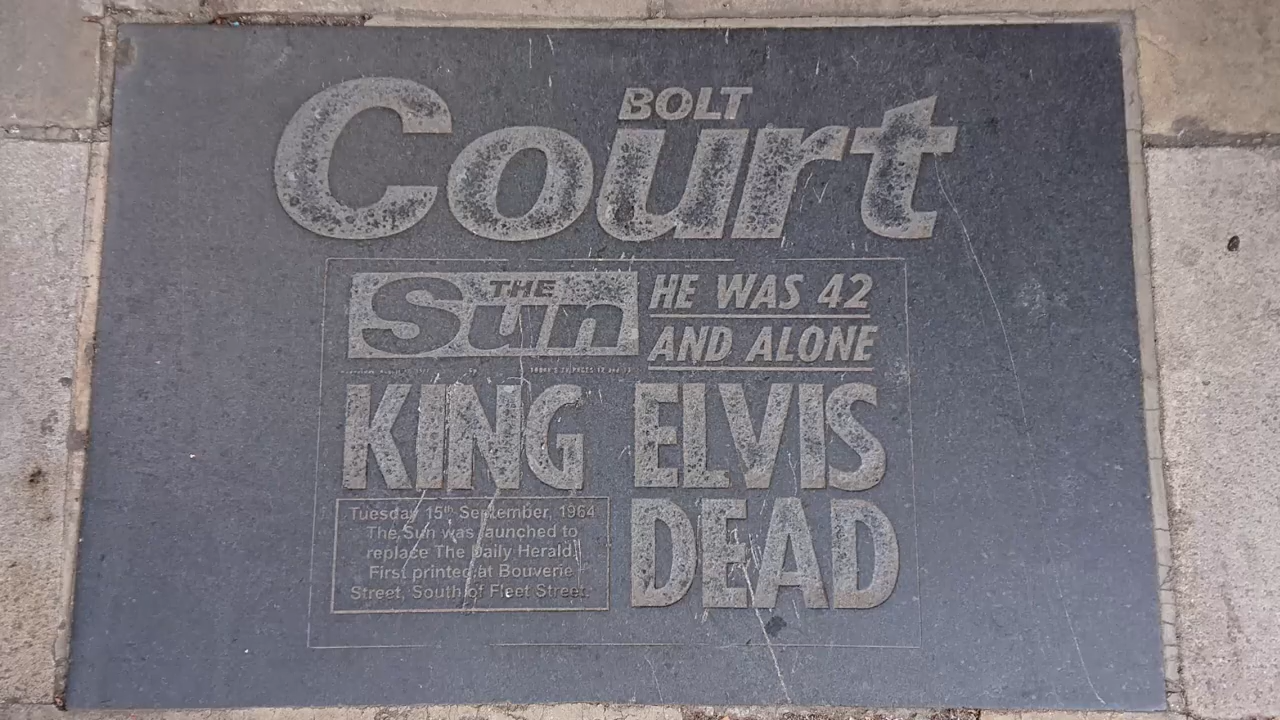 BOLT
Court
THE
Sun
HE WAS 42
AND ALONE
KING ELVIS
DEAD
Tuesday 15th September, 1964
The Sun was launched to
replace The Daily Herald.
First printed at Bouverie
Street, South of Fleet Street.